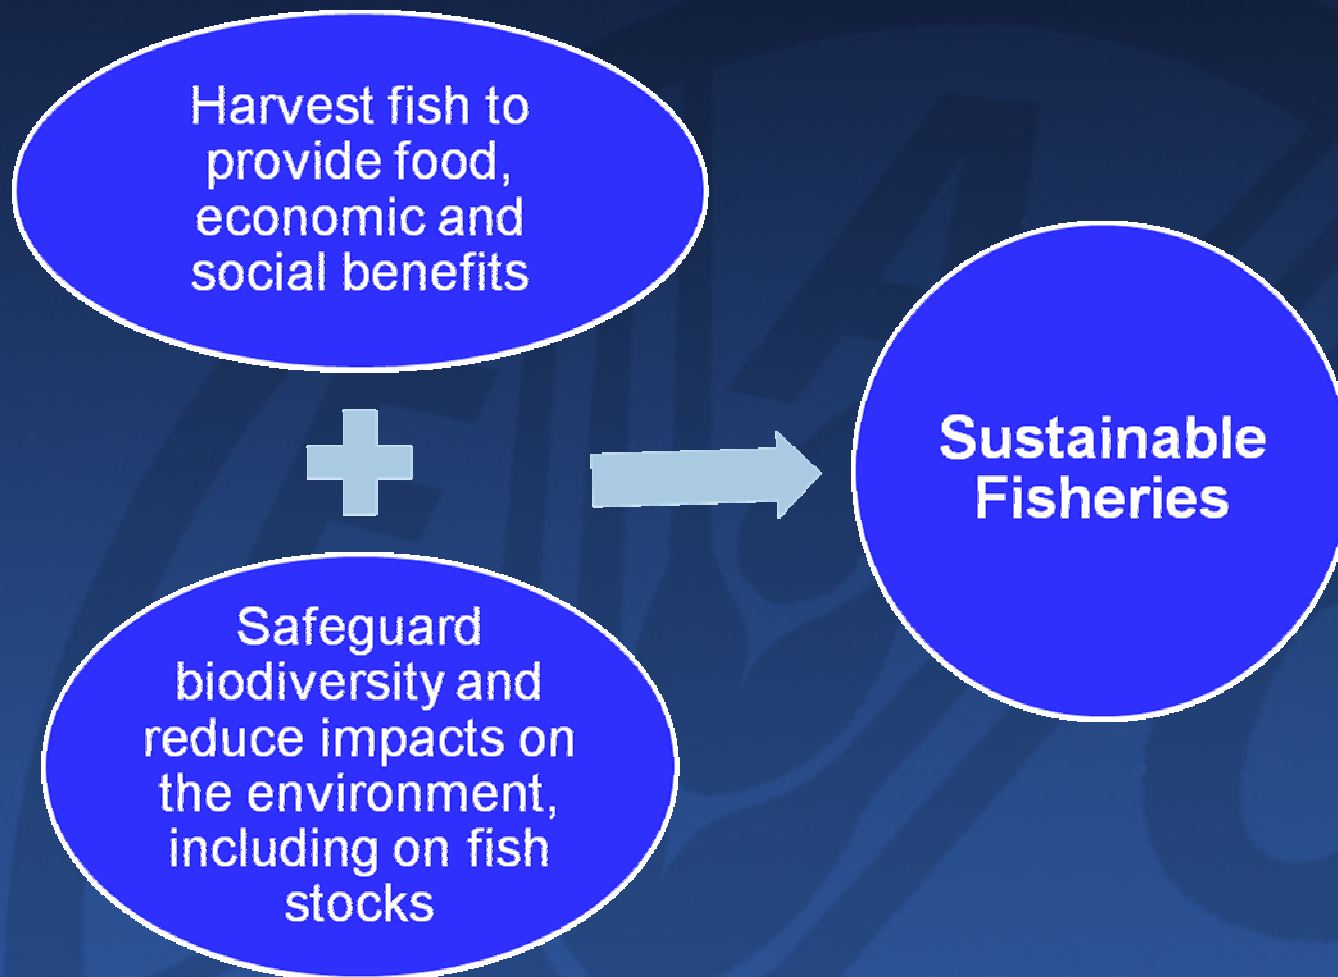 Harvest fish to
provide food,
economic and
social benefits
Safeguard
biodiversity and
reduce impacts on
the environment,
including on fish
stocks
Sustainable
Fisheries